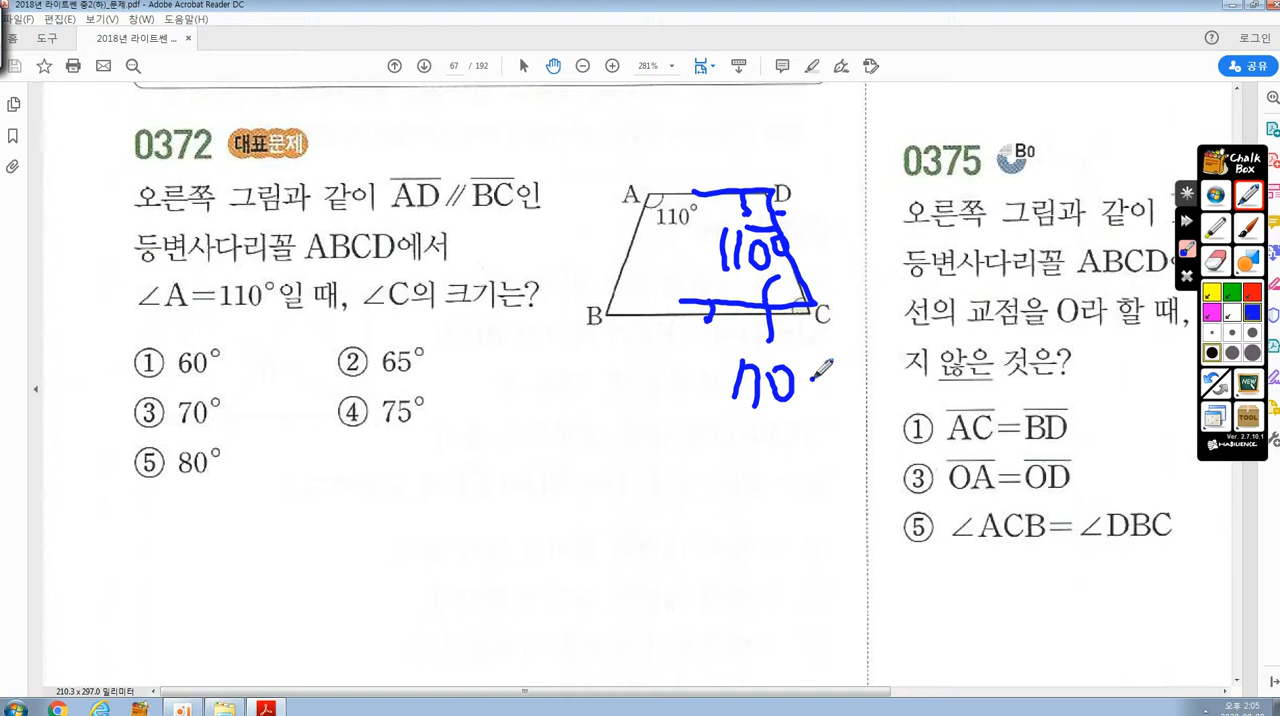 2018년 라이트쎈 중2(하)_문제.pdf - Adobe Acrobat Reader DC
파일(F) 편집(E) 보기(V) 창(W) 도움말(H)
홈 도구 2018년 라이트쎈 ... × 로그인
67 / 192 281% 공유
0372 대표문제
오른쪽 그림과 같이 AD // BC인
등변사다리꼴 ABCD에서
∠A=110°일 때, ∠C의 크기는?
① 60° ② 65°
③ 70° ④ 75°
⑤ 80°
A D
110°
110
B C
70
0375 B0
오른쪽 그림과 같이
등변사다리꼴 ABCD
선의 교점을 O라 할 때,
지 않은 것은?
① AC=BD
③ OA=OD
⑤ ∠ACB=∠DBC
Chalk Box
NEW
TOOL
Ver. 2.7.10.1
HABILIENCE
210.3 x 297.0 밀리미터
오후 2:05